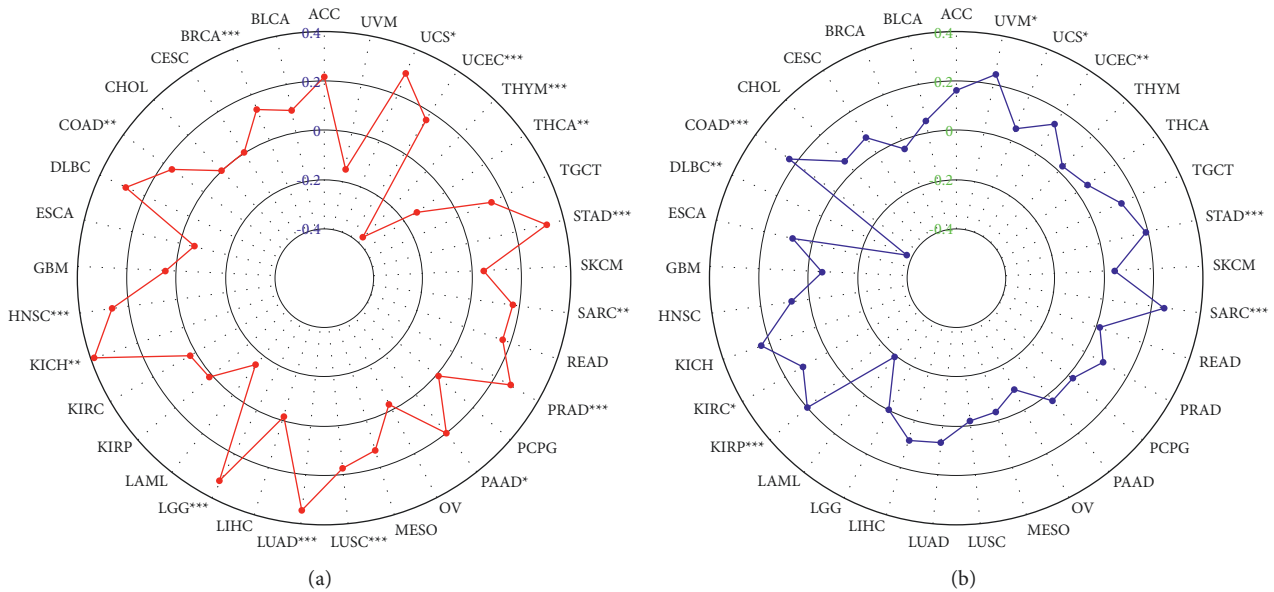 ACC
UVM
UCS*
UCEC***
THYM***
THCA**
TGCT
STAD***
SKCM
SARC**
READ
PRAD***
PCPG
PAAD*
OV
MESO
LUSC***
LUAD***
LIHC
LGG***
LAML
KIRP
KIRC
KICH**
HNSC***
GBM
ESCA
DLBC
COAD**
CHOL
CESC
BRCA***
BLCA
0.4
0.2
0
-0.2
-0.4
(a)
ACC
UVM*
UCS*
UCEC**
THYM
THCA
TGCT
STAD***
SKCM
SARC***
READ
PRAD
PCPG
PAAD
OV
MESO
LUSC
LUAD
LIHC
LGG
LAML
KIRP***
KIRC*
KICH
HNSC
GBM
ESCA
DLBC**
COAD***
CHOL
CESC
BRCA
BLCA
0.4
0.2
0
-0.2
-0.4
(b)